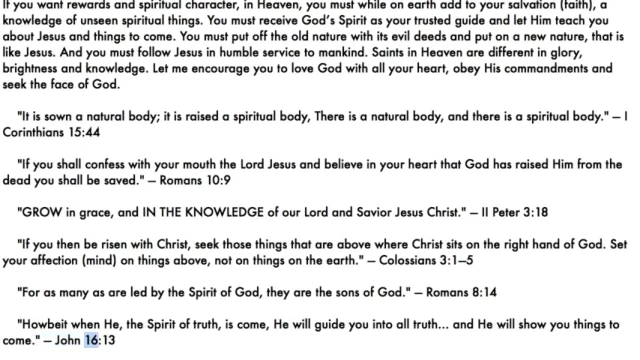 If you want rewards and spiritual character, in Heaven, you must while on earth add to your salvation (faith), a
knowledge of unseen spiritual things. You must receive God's Spirit as your trusted guide and let Him teach you
about Jesus and things to come. You must put off the old nature with its evil deeds and put on a new nature, that is
like Jesus. And you must follow Jesus in humble service to mankind. Saints in Heaven are different in glory,
brightness and knowledge. Let me encourage you to love God with all your heart, obey His commandments and
seek the face of God.
"It is sown a natural body; it is raised a spiritual body, There is a natural body, and there is a spiritual body." — I
Corinthians 15:44
"If you shall confess with your mouth the Lord Jesus and believe in your heart that God has raised Him from the
dead you shall be saved." — Romans 10:9
"GROW in grace, and IN THE KNOWLEDGE of our Lord and Savior Jesus Christ." — II Peter 3:18
"If you then be risen with Christ, seek those things that are above where Christ sits on the right hand of God. Set
your affection (mind) on things above, not on things on the earth." — Colossians 3:1–5
"For as many as are led by the Spirit of God, they are the sons of God." — Romans 8:14
"Howbeit when He, the Spirit of truth, is come, He will guide you into all truth... and He will show you things to
come." — John 16:13